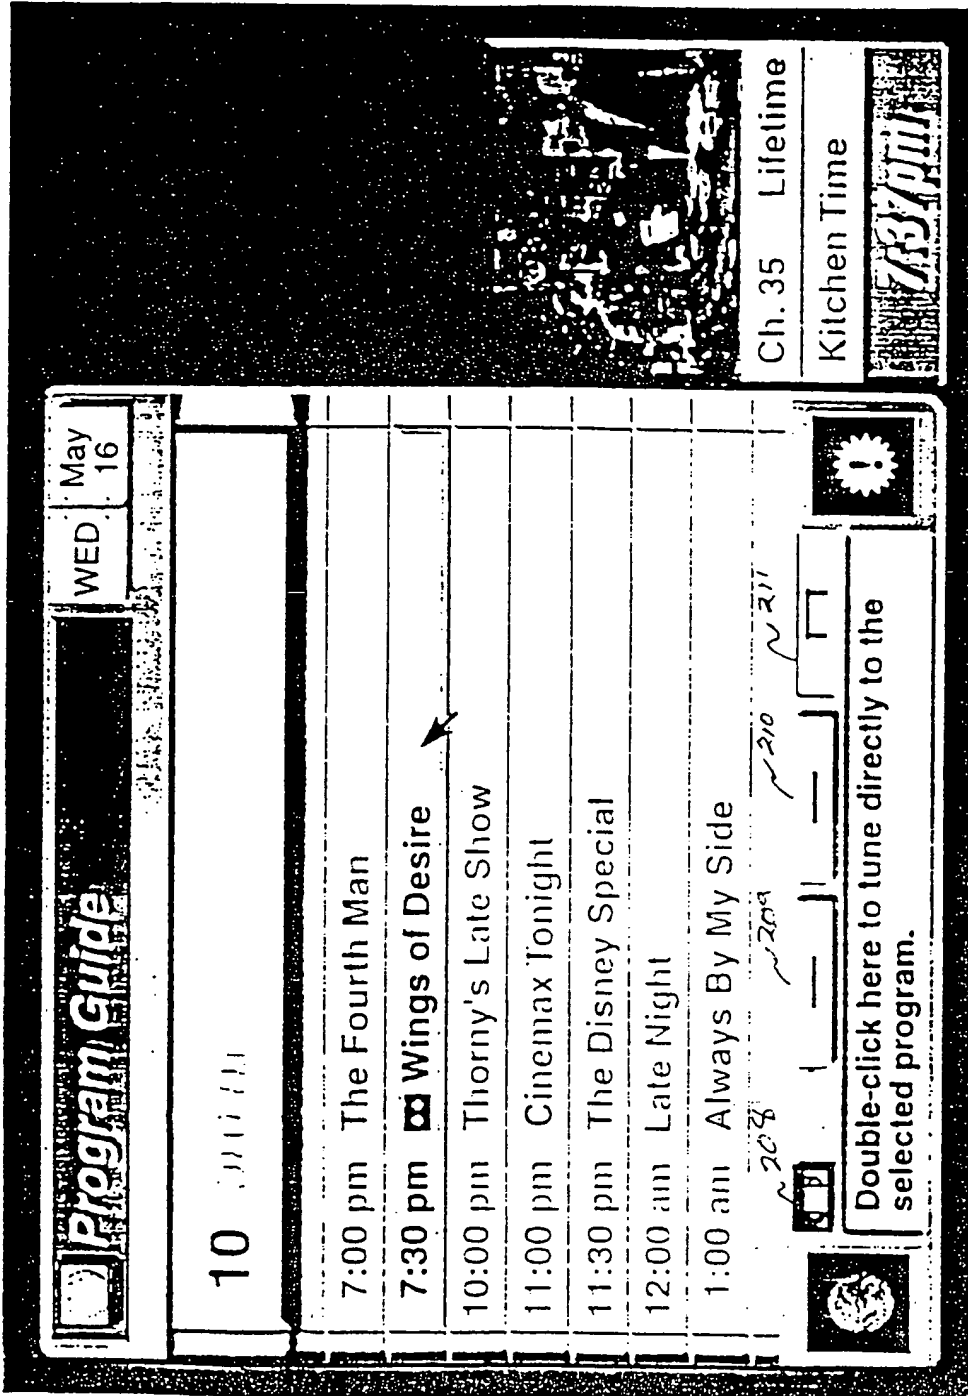 Program Guide
WED
May
16
10
7:00 pm The Fourth Man
7:30 pm Wings of Desire
10:00 pm Thorny's Late Show
11:00 pm Cinemax Tonight
11:30 pm The Disney Special
12:00 am Late Night
1:00 am Always By My Side
208
209
210
211
Double-click here to tune directly to the
selected program.
!
Ch. 35 Lifetime
Kitchen Time
7:37pm